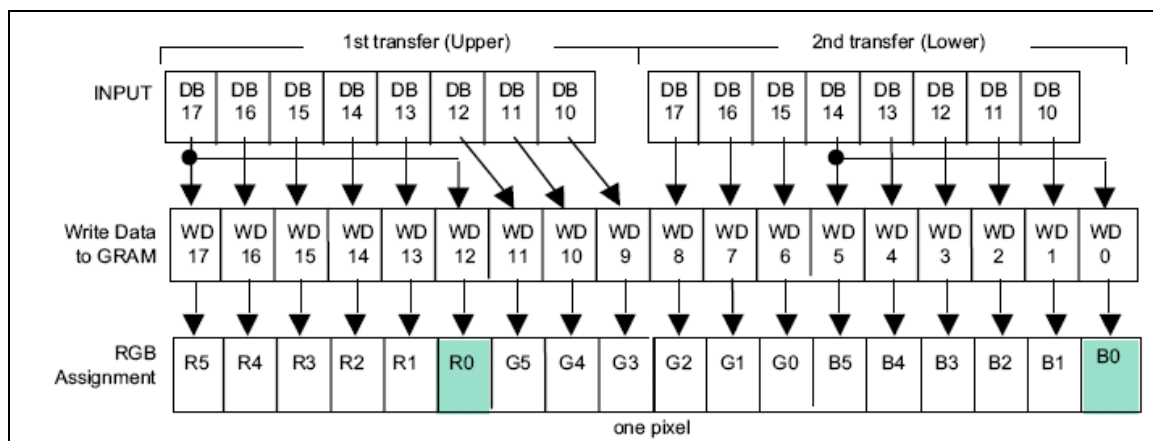 1st transfer (Upper) 2nd transfer (Lower)
INPUT DB 17 DB 16 DB 15 DB 14 DB 13 DB 12 DB 11 DB 10 DB 17 DB 16 DB 15 DB 14 DB 13 DB 12 DB 11 DB 10
Write Data to GRAM WD 17 WD 16 WD 15 WD 14 WD 13 WD 12 WD 11 WD 10 WD 9 WD 8 WD 7 WD 6 WD 5 WD 4 WD 3 WD 2 WD 1 WD 0
RGB Assignment R5 R4 R3 R2 R1 R0 G5 G4 G3 G2 G1 G0 B5 B4 B3 B2 B1 B0
one pixel